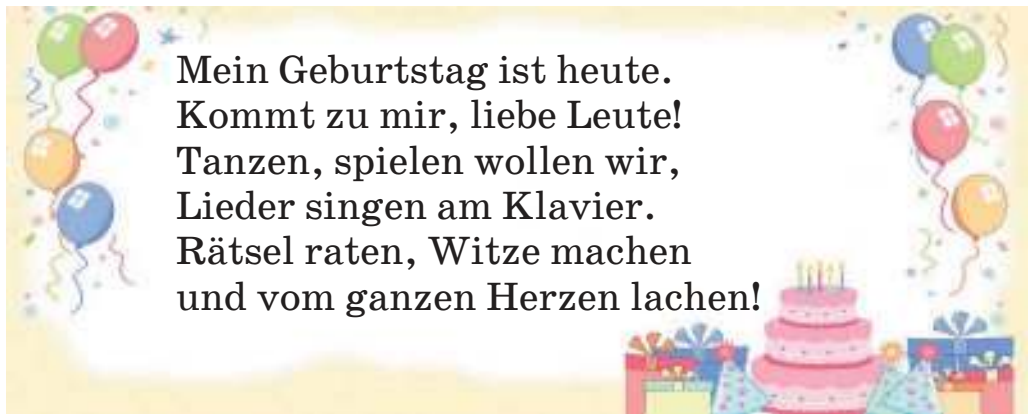 Mein Geburtstag ist heute.
Kommt zu mir, liebe Leute!
Tanzen, spielen wollen wir,
Lieder singen am Klavier.
Rätsel raten, Witze machen
und vom ganzen Herzen lachen!